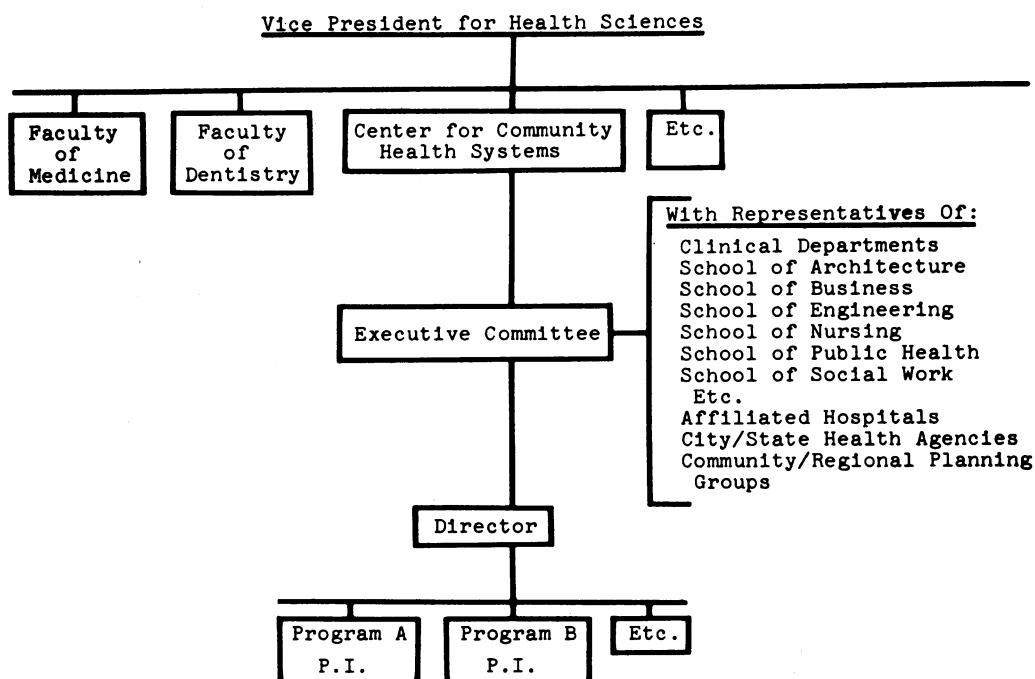 Vice President for Health Sciences
Faculty
of
Medicine
Faculty
of
Dentistry
Center for Community
Health Systems
Etc.
With Representatives Of:
Clinical Departments
School of Architecture
School of Business
School of Engineering
School of Nursing
School of Public Health
School of Social Work
Etc.
Affiliated Hospitals
City/State Health Agencies
Community/Regional Planning
Groups
Executive Committee
Director
Program A
P.I.
Program B
P.I.
Etc.